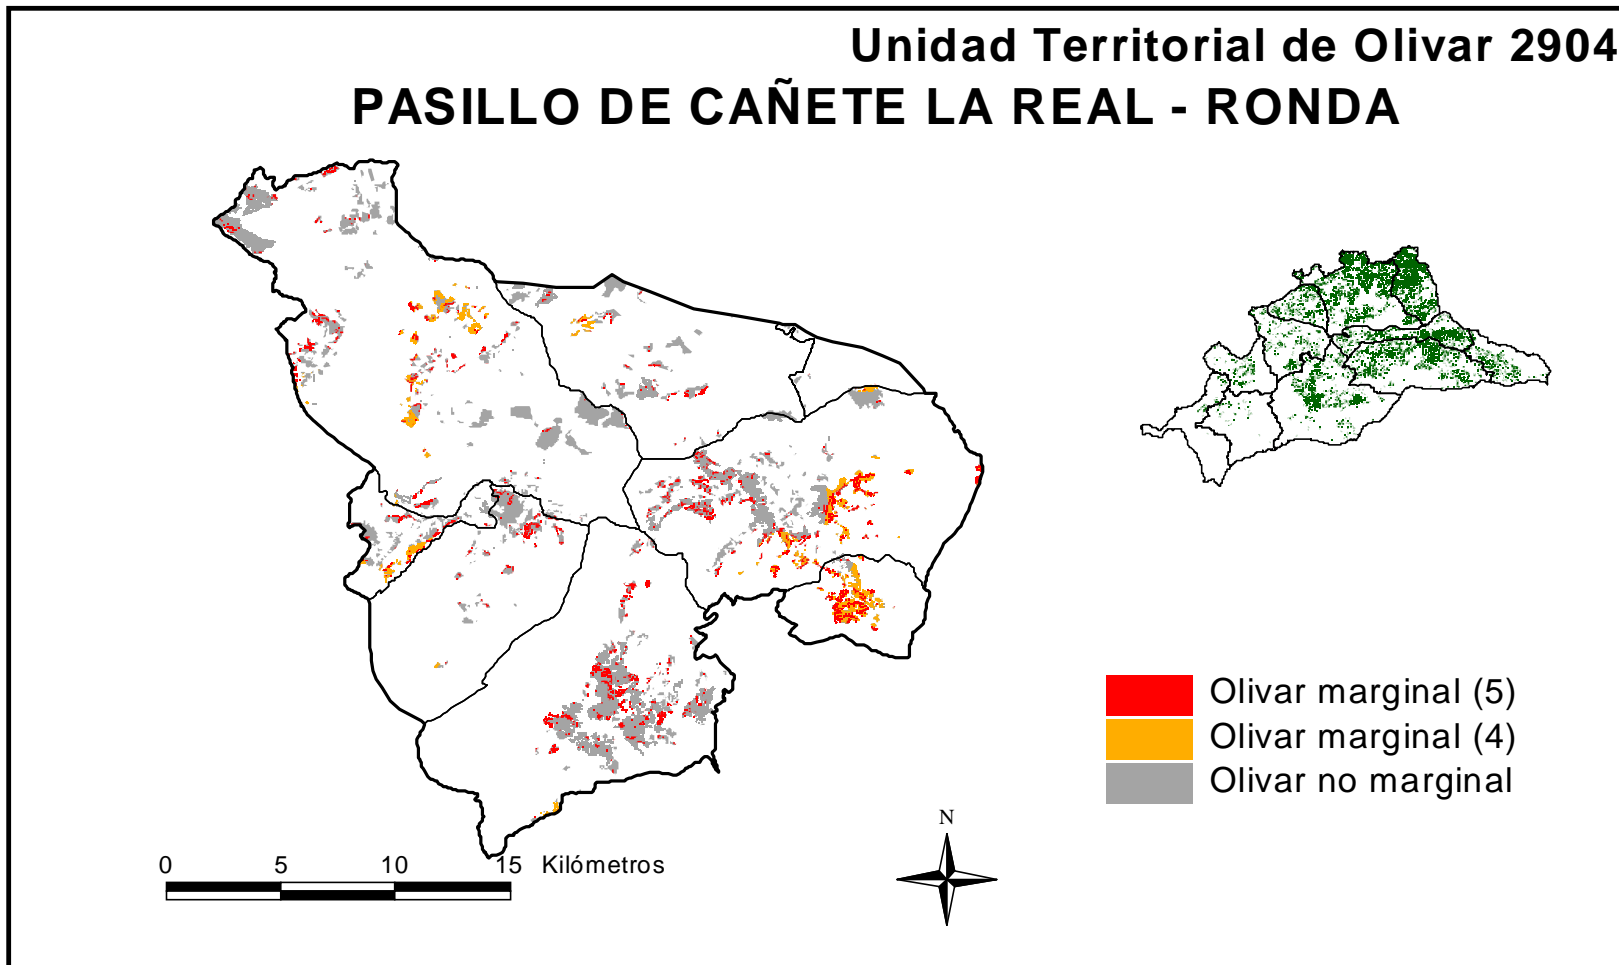 Unidad Territorial de Olivar 2904
PASILLO DE CAÑETE LA REAL - RONDA
Olivar marginal (5)
Olivar marginal (4)
Olivar no marginal
N
0 5 10 15 Kilómetros